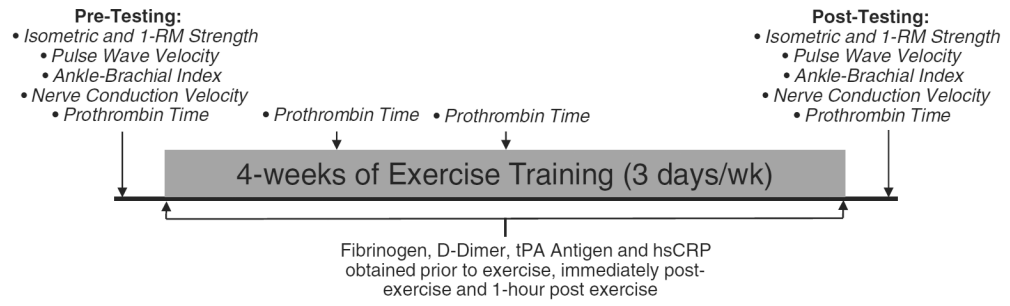 Pre-Testing:
• Isometric and 1-RM Strength
• Pulse Wave Velocity
• Ankle-Brachial Index
• Nerve Conduction Velocity
• Prothrombin Time
• Prothrombin Time
• Prothrombin Time
Post-Testing:
• Isometric and 1-RM Strength
• Pulse Wave Velocity
• Ankle-Brachial Index
• Nerve Conduction Velocity
• Prothrombin Time
4-weeks of Exercise Training (3 days/wk)
Fibrinogen, D-Dimer, tPA Antigen and hsCRP
obtained prior to exercise, immediately post-
exercise and 1-hour post exercise